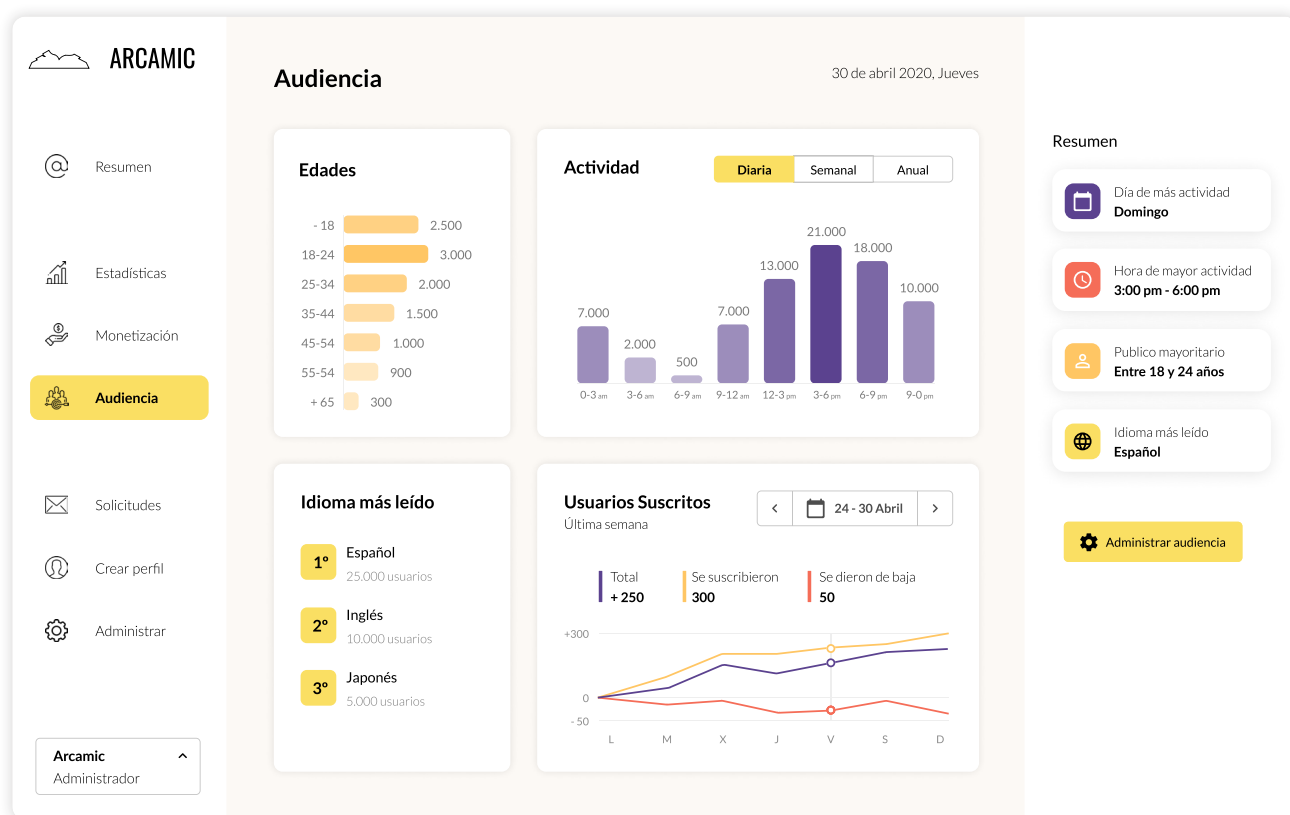 ARCAMIC
Resumen
Estadísticas
Monetización
Audiencia
Solicitudes
Crear perfil
Administrar
Arcamic
Administrador
Audiencia
30 de abril 2020, Jueves
Edades
- 18 2.500
18-24 3.000
25-34 2.000
35-44 1.500
45-54 1.000
55-54 900
+ 65 300
Actividad
Diaria Semanal Anual
7.000 2.000 500 7.000 13.000 21.000 18.000 10.000
0-3 am 3-6 am 6-9 am 9-12 am 12-3 pm 3-6 pm 6-9 pm 9-0 pm
Idioma más leído
1º Español
25.000 usuarios
2º Inglés
10.000 usuarios
3º Japonés
5.000 usuarios
Usuarios Suscritos
Última semana
24 - 30 Abril
Total Se suscribieron Se dieron de baja
+ 250 300 50
+300
0
- 50
L M X J V S D
Resumen
Día de más actividad
Domingo
Hora de mayor actividad
3:00 pm - 6:00 pm
Publico mayoritario
Entre 18 y 24 años
Idioma más leído
Español
Administrar audiencia